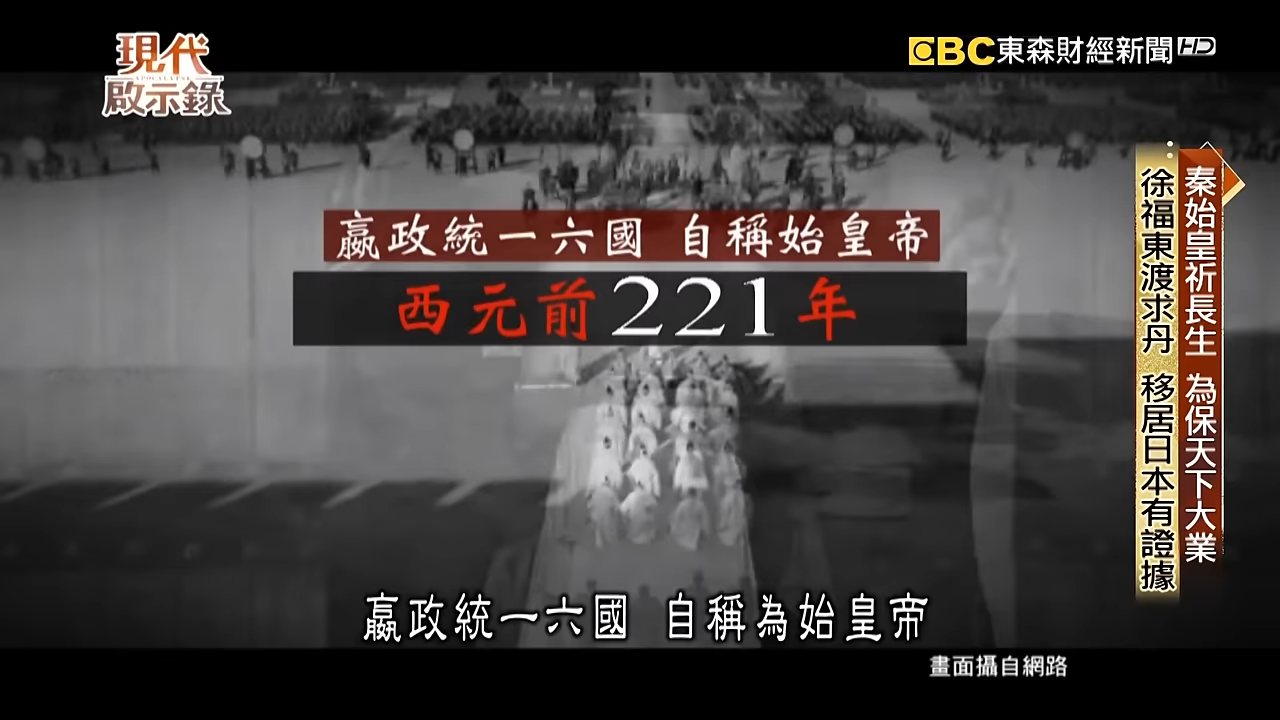 現代
APOCALYPSE
啟示錄
EBC東森財經新聞HD
嬴政統一六國 自稱始皇帝
西元前221年
秦始皇祈長生 為保天下大業
徐福東渡求丹 移居日本有證據
嬴政統一六國 自稱為始皇帝
畫面攝自網路